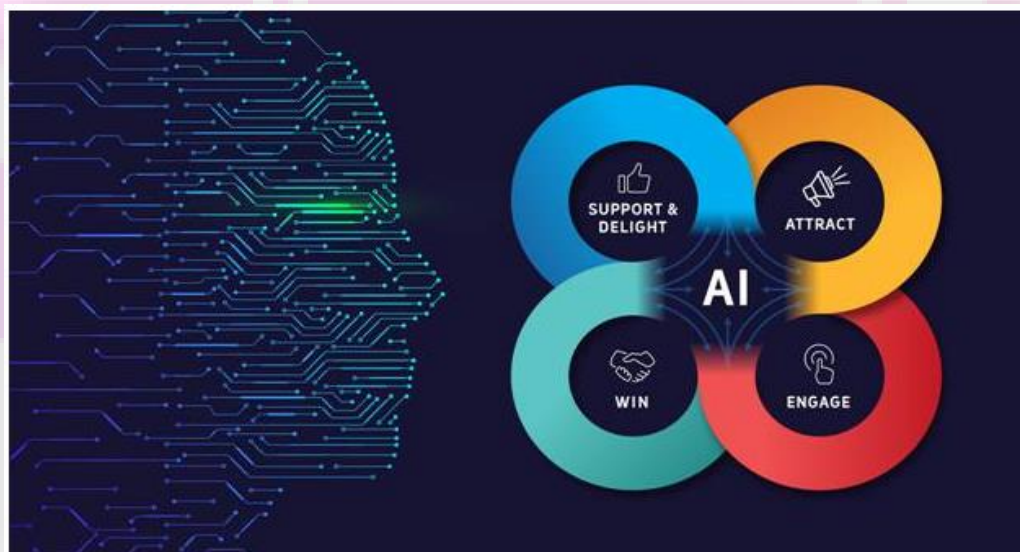 SUPPORT &
DELIGHT
ATTRACT
AI
WIN
ENGAGE